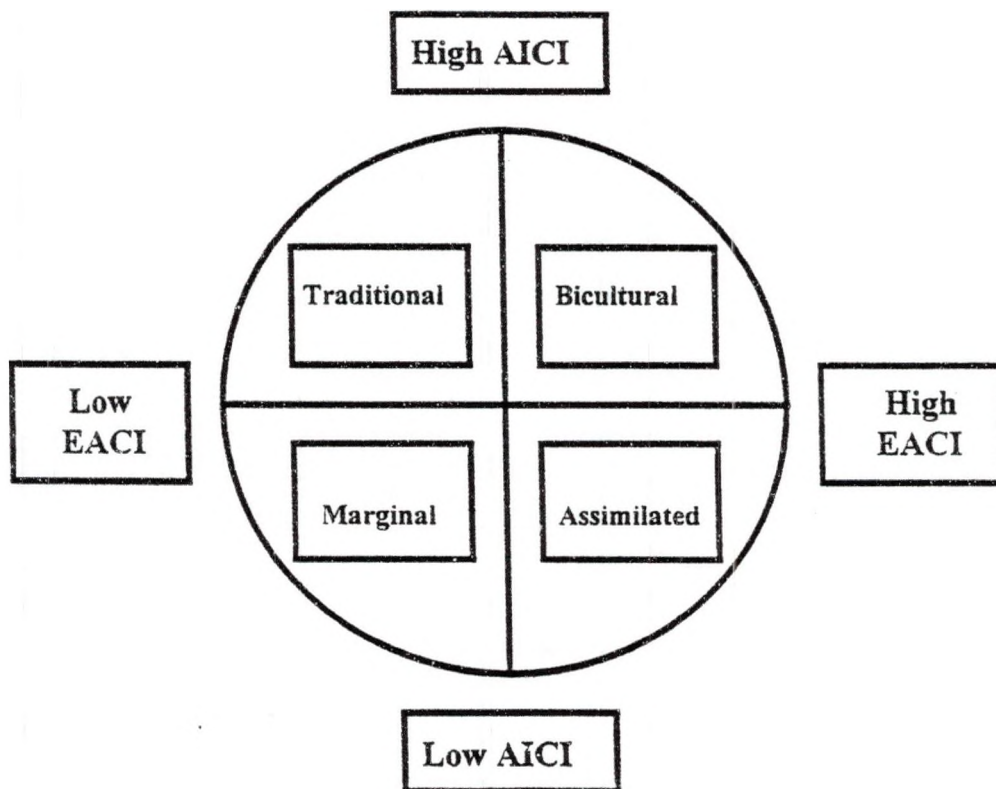 High AICI
Traditional
Bicultural
Low
EACI
High
EACI
Marginal
Assimilated
Low AICI